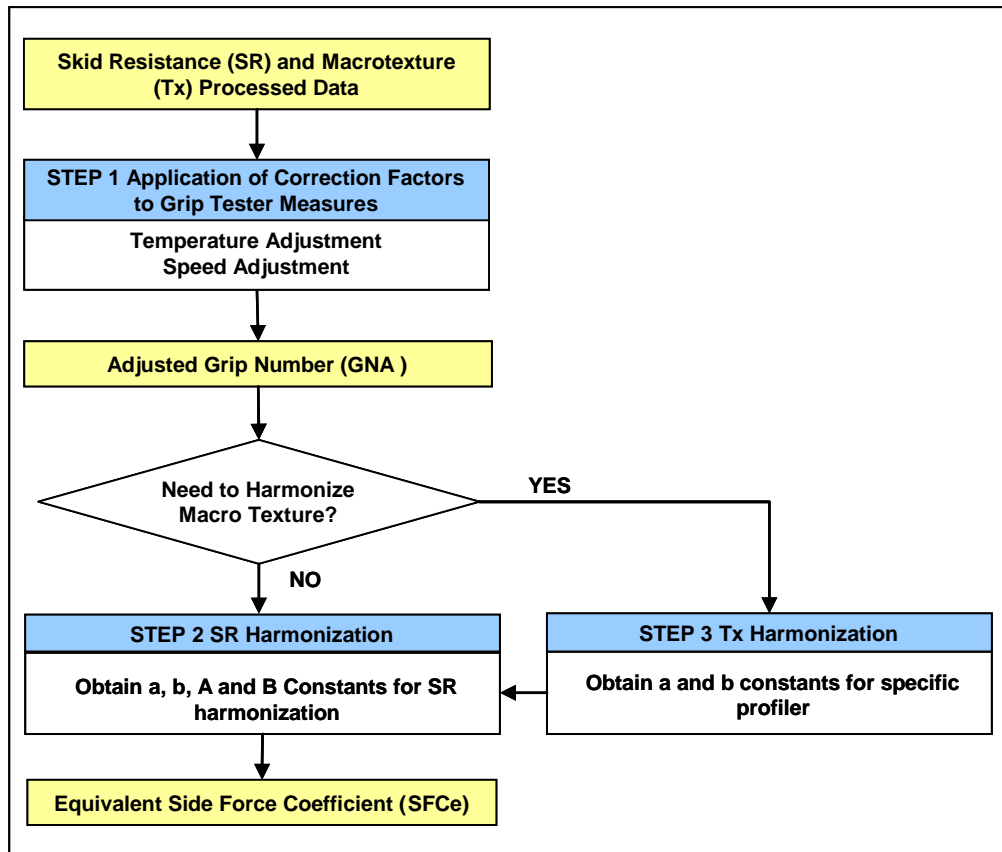 Skid Resistance (SR) and Macrotexture
(Tx) Processed Data
STEP 1 Application of Correction Factors
to Grip Tester Measures
Temperature Adjustment
Speed Adjustment
Adjusted Grip Number (GNA )
Need to Harmonize
Macro Texture?
YES
NO
STEP 2 SR Harmonization
Obtain a, b, A and B Constants for SR
harmonization
STEP 3 Tx Harmonization
Obtain a and b constants for specific
profiler
Equivalent Side Force Coefficient (SFCe)